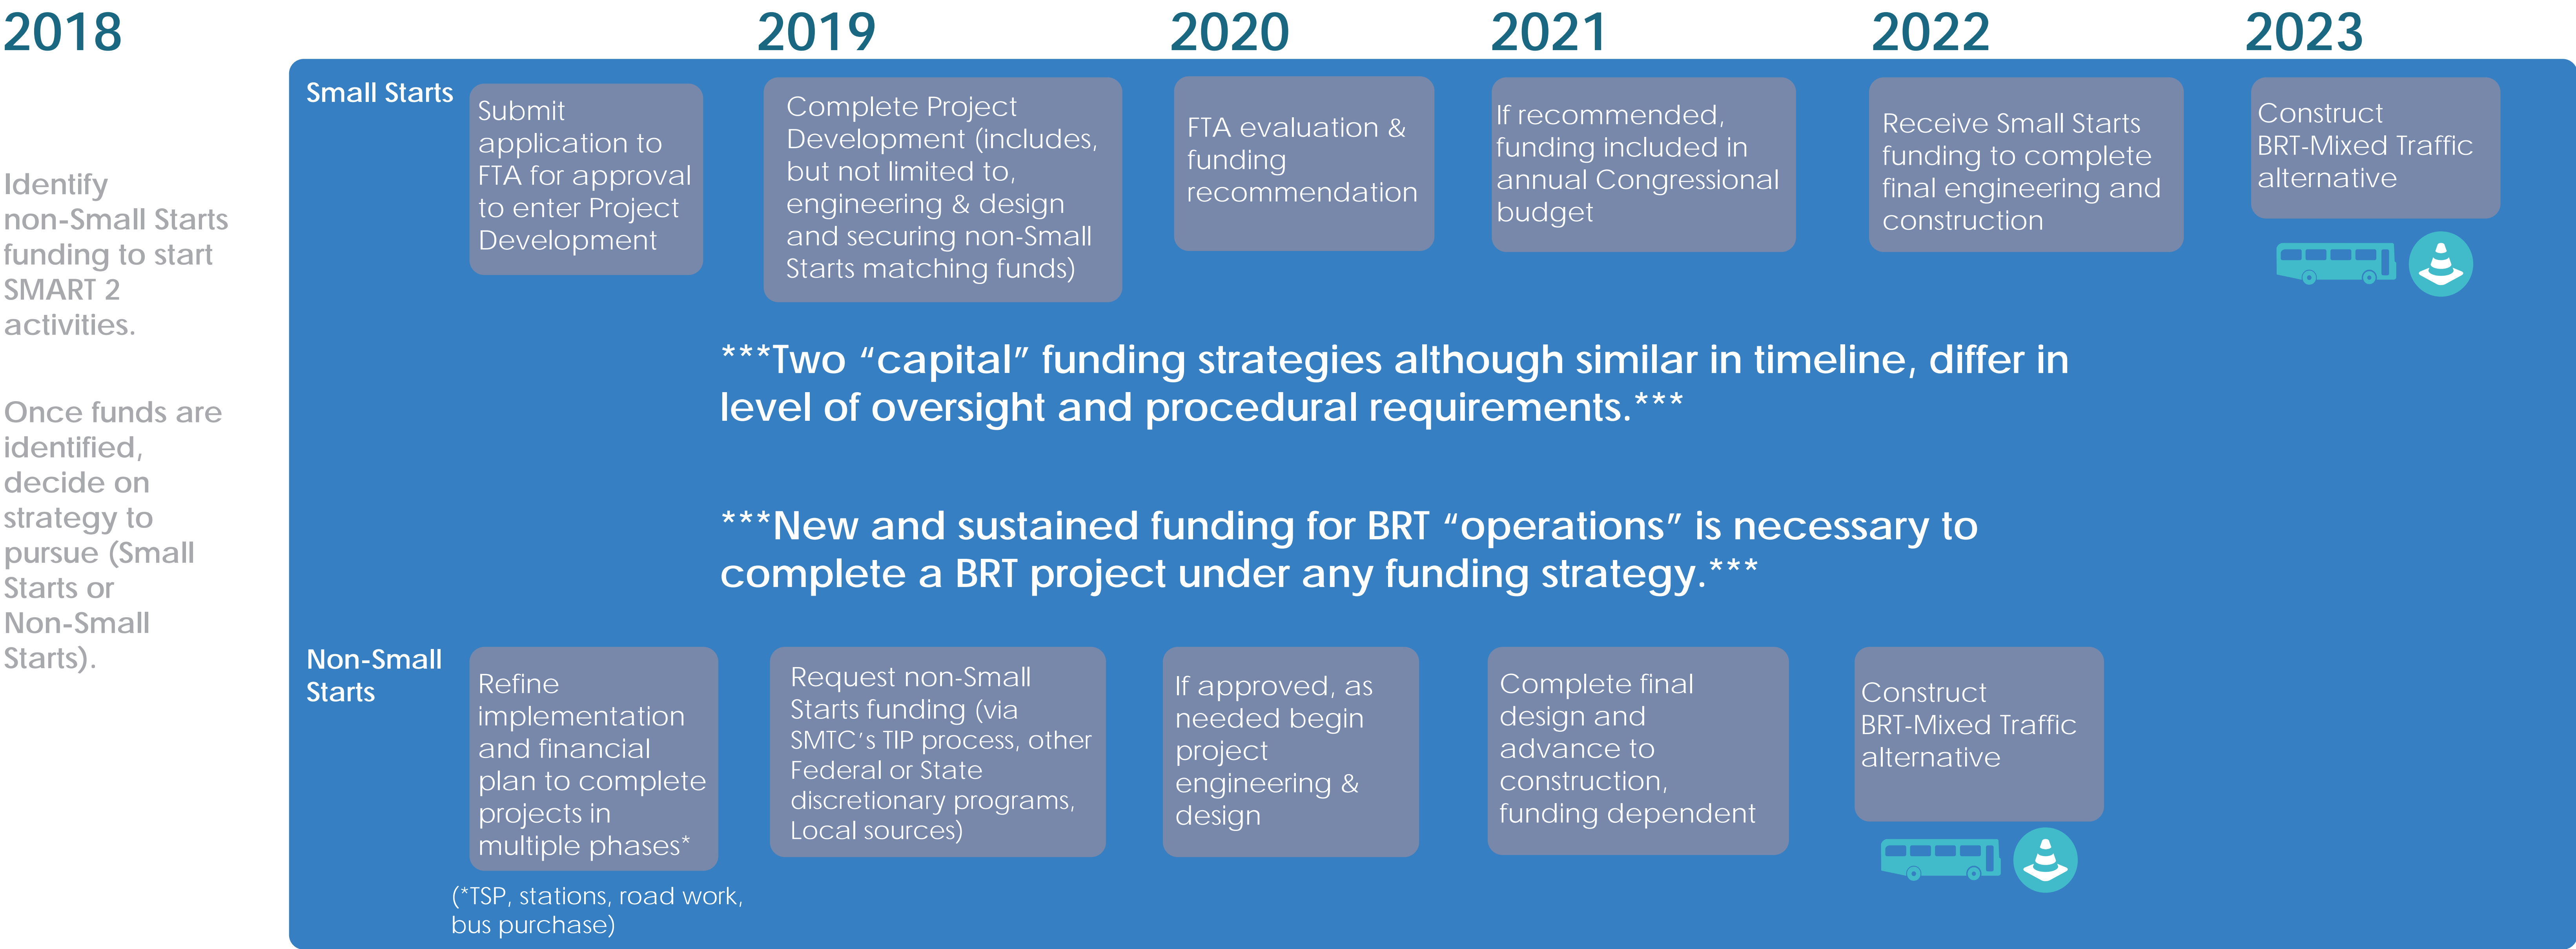 2018
2019
2020
2021
2022
2023
Identify
non-Small Starts
funding to start
SMART 2
activities.
Once funds are
identified,
decide on
strategy to
pursue (Small
Starts or
Non-Small
Starts).
Small Starts
Submit
application to
FTA for approval
to enter Project
Development
Complete Project
Development (includes,
but not limited to,
engineering & design
and securing non-Small
Starts matching funds)
FTA evaluation &
funding
recommendation
If recommended,
funding included in
annual Congressional
budget
Receive Small Starts
funding to complete
final engineering and
construction
Construct
BRT-Mixed Traffic
alternative
***Two “capital” funding strategies although similar in timeline, differ in
level of oversight and procedural requirements.***
***New and sustained funding for BRT “operations” is necessary to
complete a BRT project under any funding strategy.***
Non-Small
Starts
Refine
implementation
and financial
plan to complete
projects in
multiple phases*
(*TSP, stations, road work,
bus purchase)
Request non-Small
Starts funding (via
SMTC’s TIP process, other
Federal or State
discretionary programs,
Local sources)
If approved, as
needed begin
project
engineering &
design
Complete final
design and
advance to
construction,
funding dependent
Construct
BRT-Mixed Traffic
alternative